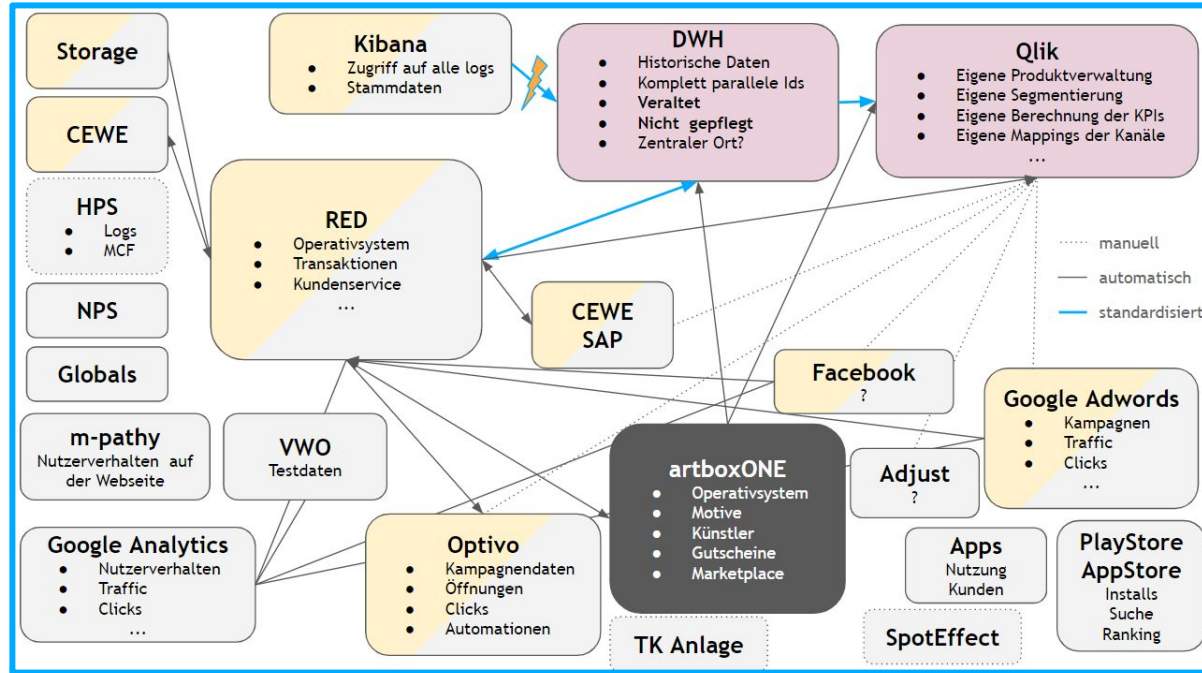 Storage
Kibana
● Zugriff auf alle logs
● Stammdaten
DWH
● Historische Daten
● Komplett parallele Ids
● Veraltet
● Nicht gepflegt
● Zentraler Ort?
Qlik
● Eigene Produktverwaltung
● Eigene Segmentierung
● Eigene Berechnung der KPIs
● Eigene Mappings der Kanäle
...
CEWE
HPS
● Logs
● MCF
RED
● Operativsystem
● Transaktionen
● Kundenservice
...
manuell
automatisch
standardisiert
NPS
CEWE
SAP
Globals
Facebook
?
Google Adwords
● Kampagnen
● Traffic
● Clicks
...
m-pathy
Nutzerverhalten auf
der Webseite
VWO
Testdaten
artboxONE
● Operativsystem
● Motive
● Künstler
● Gutscheine
● Marketplace
Adjust
?
Google Analytics
● Nutzerverhalten
● Traffic
● Clicks
...
Optivo
● Kampagnendaten
● Öffnungen
● Clicks
● Automationen
Apps
Nutzung
Kunden
PlayStore
AppStore
Installs
Suche
Ranking
TK Anlage
SpotEffect